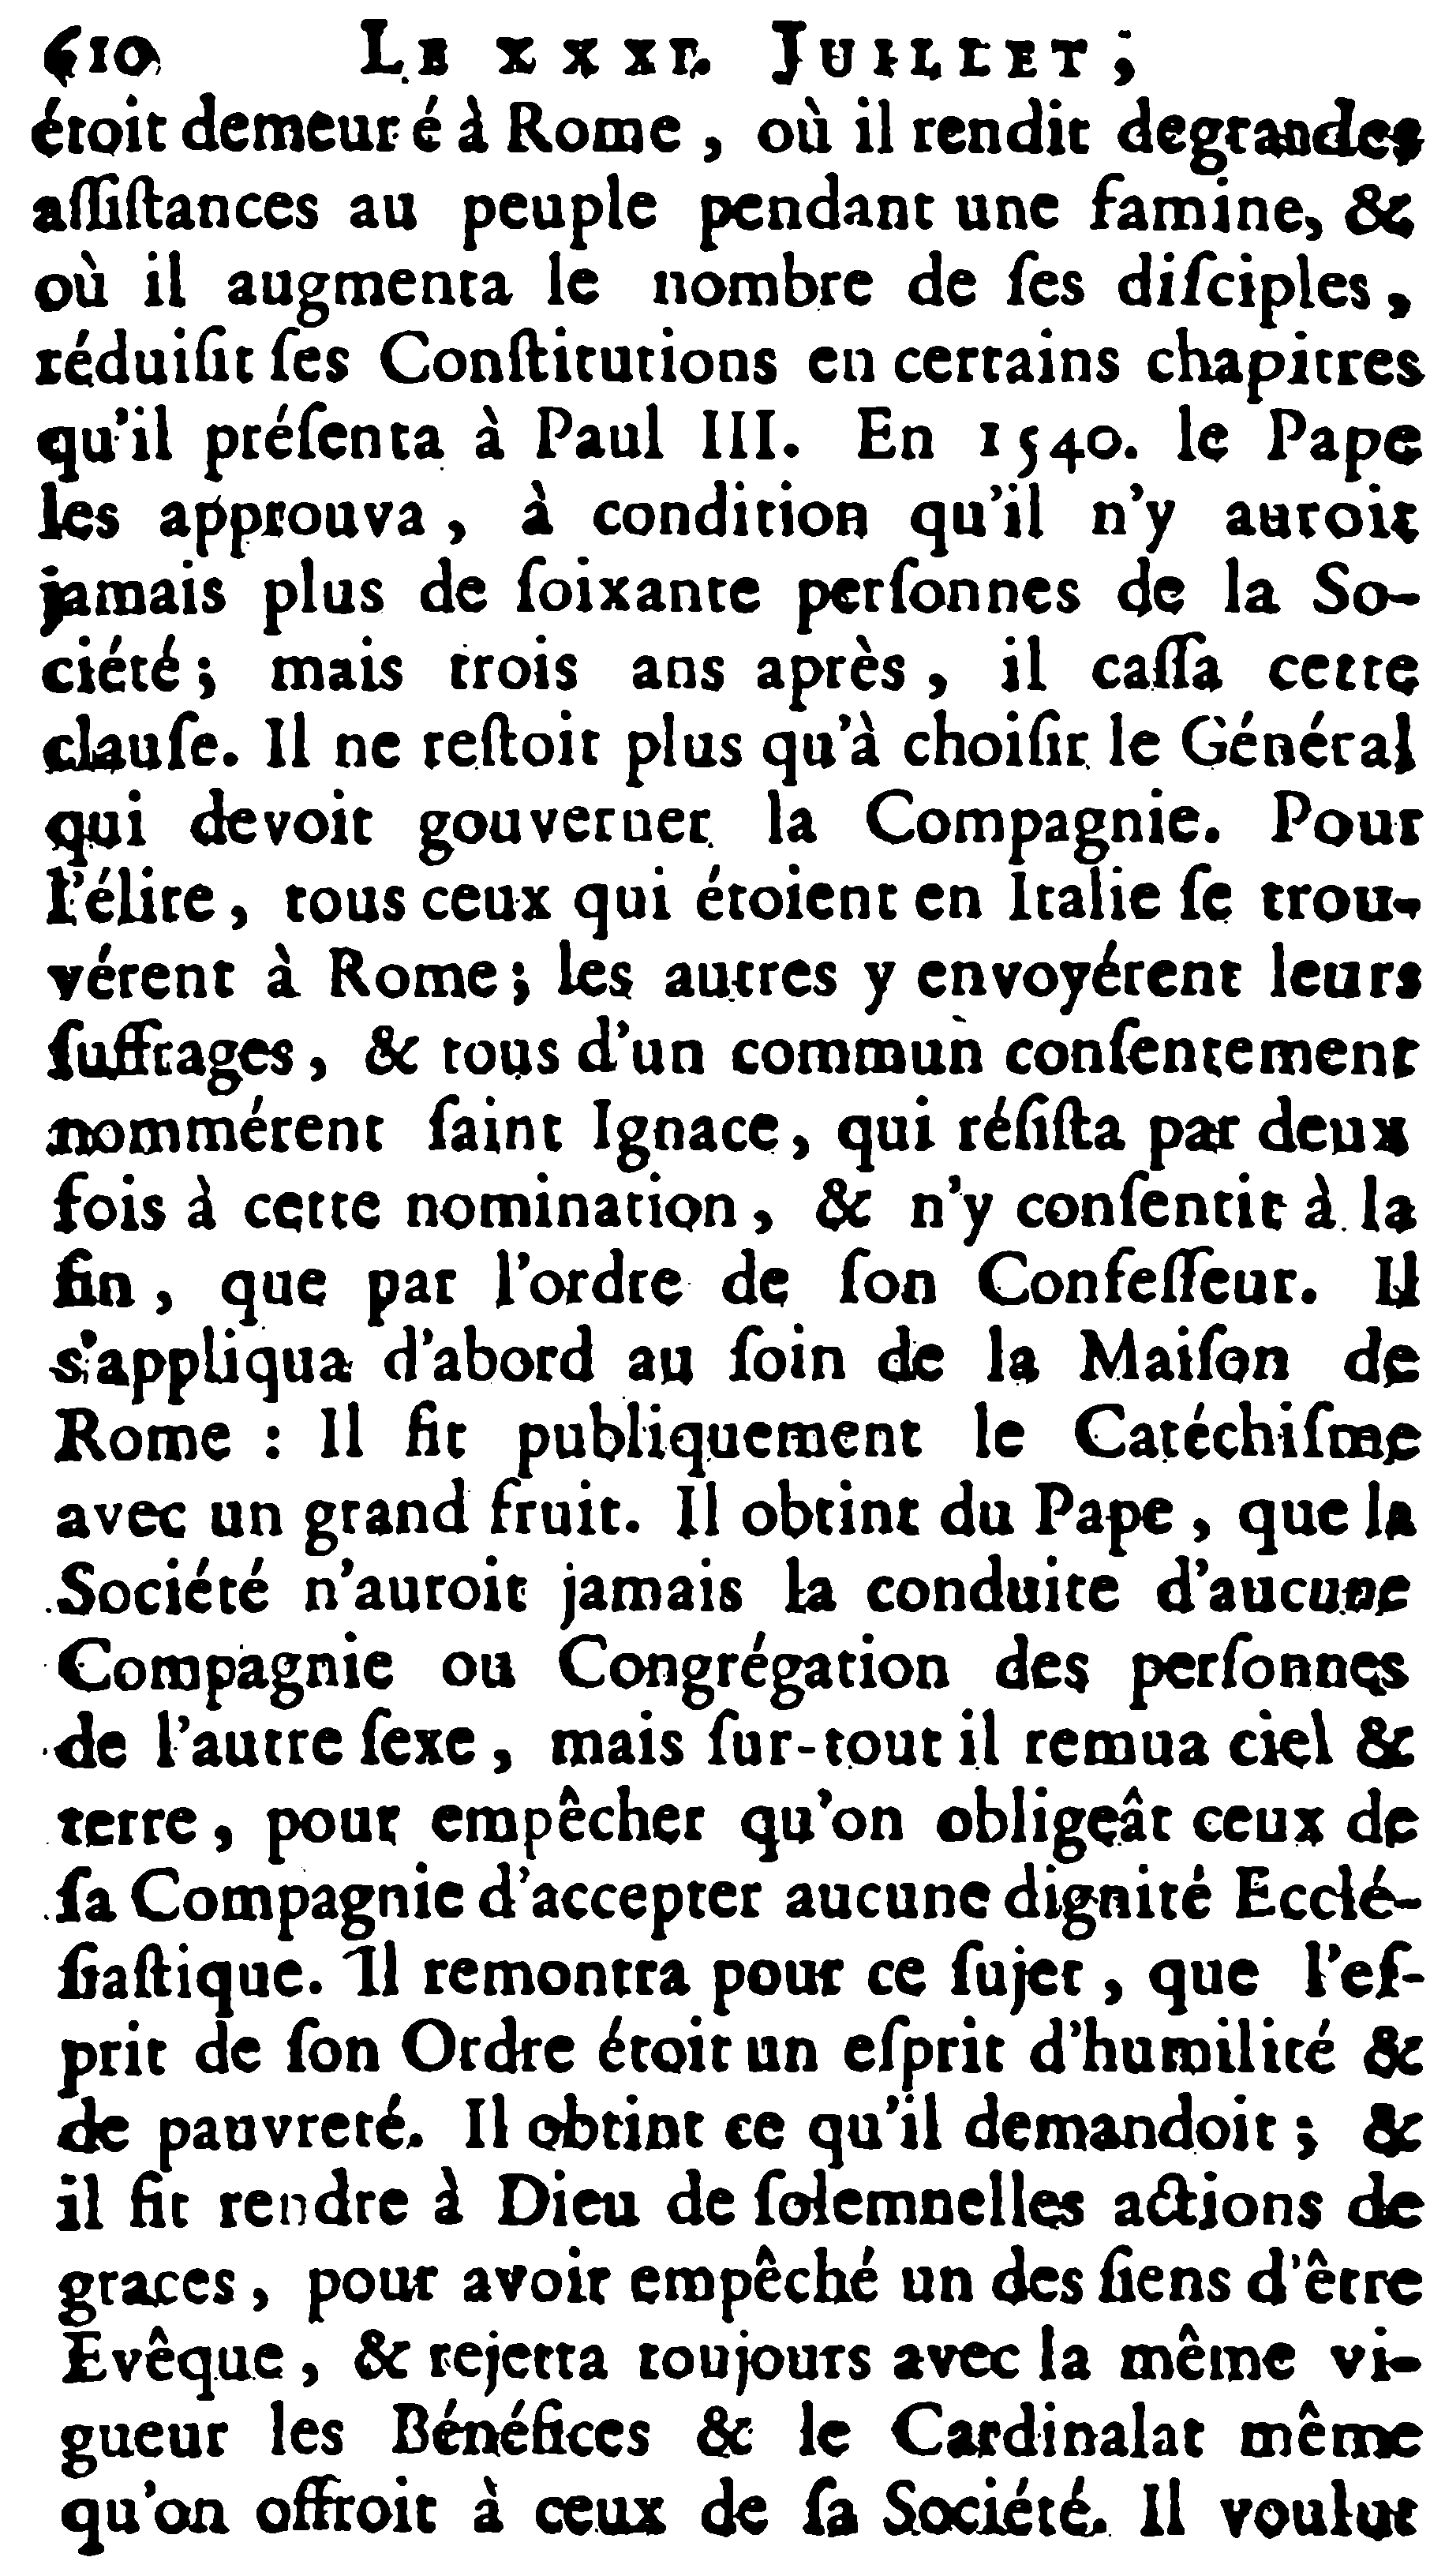 610 LE XXXI. JUILLET;
étoit demeuré à Rome, où il rendit degrandes
aſſiſtances au peuple pendant une famine, &
où il augmenta le nombre de ſes diſciples,
réduiſit ſes Conſtitutions en certains chapitres
qu'il préſenta à Paul III. En 1540. le Pape
les approuva, à condition qu'il n'y auroit
jamais plus de ſoixante perſonnes de la So-
ciété; mais trois ans après, il caſſa cette
clauſe. Il ne reſtoit plus qu'à choiſir le Général
qui devoit gouverner la Compagnie. Pour
l'élire, tous ceux qui étoient en Italie ſe trou-
vérent à Rome; les autres y envoyérent leurs
ſuffrages, & tous d'un commun conſentement
nommérent ſaint Ignace, qui réſiſta par deux
fois à cette nomination, & n'y conſentit à la
fin, que par l'ordre de ſon Confeſſeur. Il
s'appliqua d'abord au ſoin de la Maiſon de
Rome : Il fit publiquement le Catéchiſme
avec un grand fruit. Il obtint du Pape, que la
Société n'auroit jamais la conduite d'aucune
Compagnie ou Congrégation des perſonnes
de l'autre ſexe, mais ſur-tout il remua ciel &
terre, pour empêcher qu'on obligeât ceux de
ſa Compagnie d'accepter aucune dignité Ecclé-
ſiaſtique. Il remontra pour ce ſujet, que l'eſ-
prit de ſon Ordre étoit un eſprit d'humilité &
de pauvreté. Il obtint ce qu'il demandoit; &
il fit rendre à Dieu de ſolemnelles actions de
graces, pour avoir empêché un des ſiens d'être
Evêque, & rejetta toujours avec la même vi-
gueur les Bénéfices & le Cardinalat même
qu'on offroit à ceux de ſa Société. Il voulut